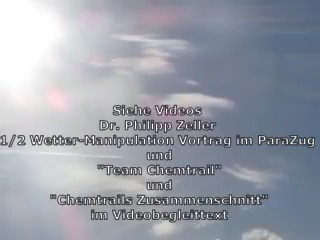 Siehe Videos
Dr. Philipp Zeller
1/2 Wetter-Manipulation Vortrag im ParaZug
und
"Team Chemtrail"
und
"Chemtrails Zusammenschnitt"
im Videobegleittext